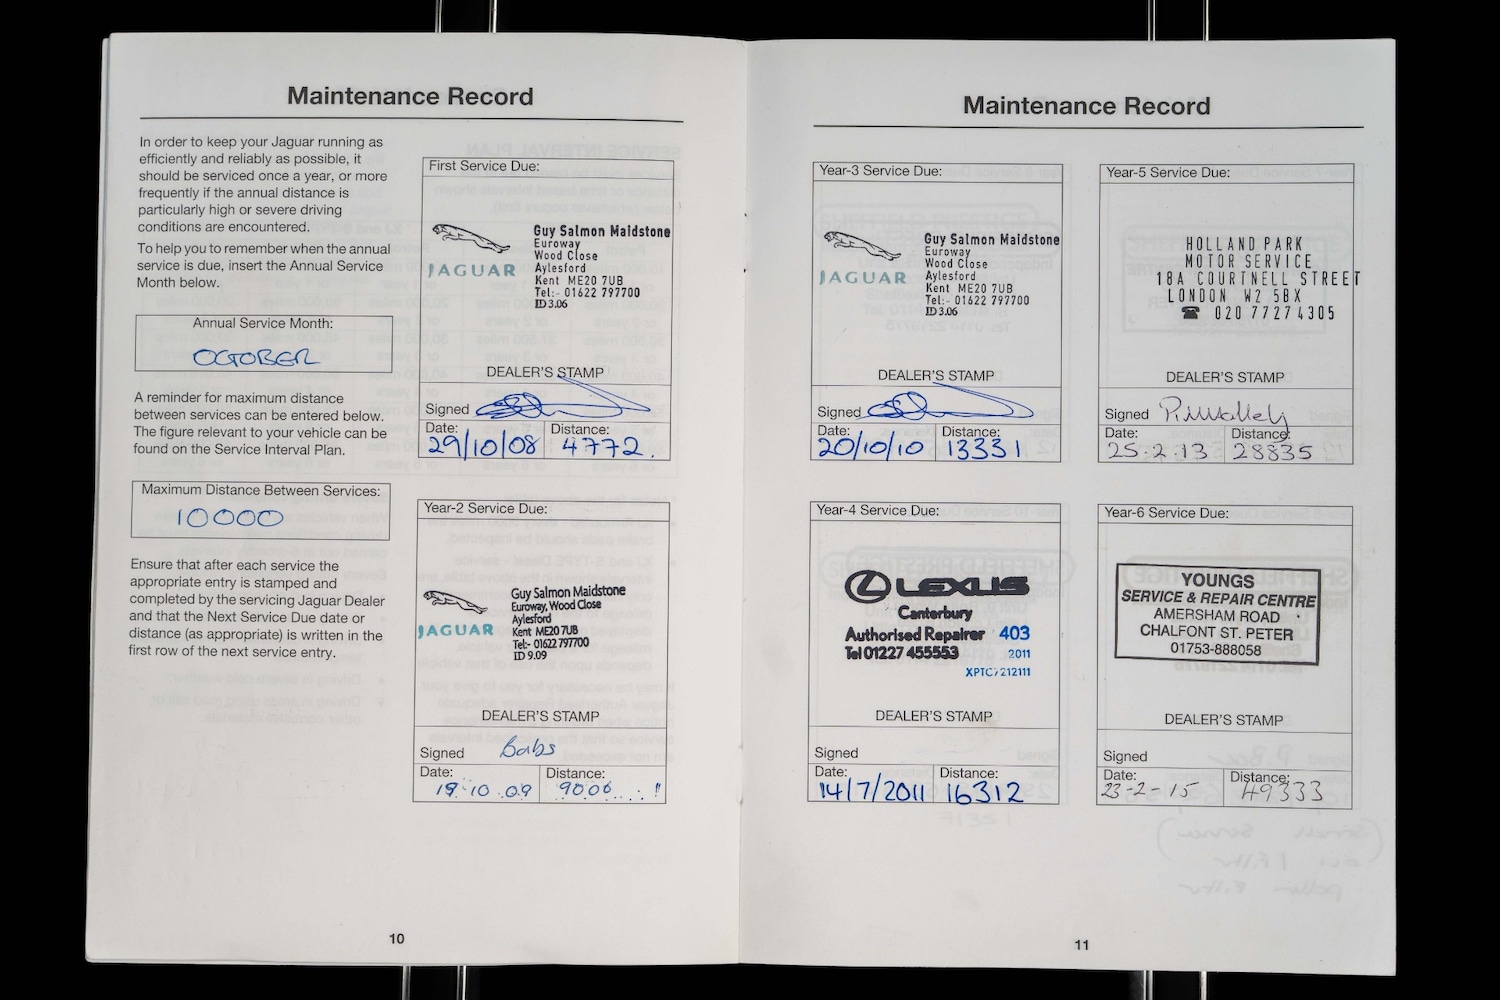 Maintenance Record
In order to keep your Jaguar running as
efficiently and reliably as possible, it
should be serviced once a year, or more
frequently if the annual distance is
particularly high or severe driving
conditions are encountered.
To help you to remember when the annual
service is due, insert the Annual Service
Month below.
Annual Service Month:
OCTOBER
A reminder for maximum distance
between services can be entered below.
The figure relevant to your vehicle can be
found on the Service Interval Plan.
Maximum Distance Between Services:
10000
Ensure that after each service the
appropriate entry is stamped and
completed by the servicing Jaguar Dealer
and that the Next Service Due date or
distance (as appropriate) is written in the
first row of the next service entry.
First Service Due:
JAGUAR
Guy Salmon Maidstone
Euroway
Wood Close
Aylesford
Kent ME20 7UB
Tel:- 01622 797700
ID 3.06
DEALER'S STAMP
Signed
Date: Distance:
29/10/08 4772.
Year-2 Service Due:
JAGUAR
Guy Salmon Maidstone
Euroway, Wood Close
Aylesford
Kent ME20 7UB
Tel:- 01622 797700
ID 9.09
DEALER'S STAMP
Signed Babs
Date: Distance:
19.10.09 9006
10
Maintenance Record
Year-3 Service Due:
JAGUAR
Guy Salmon Maidstone
Euroway
Wood Close
Aylesford
Kent ME20 7UB
Tel:- 01622 797700
ID 3.06
DEALER'S STAMP
Signed
Date: Distance:
20/10/10 13331
Year-4 Service Due:
LEXUS
Canterbury
Authorised Repairer 403
Tel 01227 455553 2011
DEALER'S STAMP
Signed
Date: Distance:
14/7/2011 16312
Year-5 Service Due:
HOLLAND PARK
MOTOR SERVICE
18A COURTNELL STREET
LONDON W2 5BX
☎ 020 7727 4305
DEALER'S STAMP
Signed
Date: Distance:
25.2.13 28835
Year-6 Service Due:
YOUNGS
SERVICE & REPAIR CENTRE
AMERSHAM ROAD
CHALFONT ST. PETER
01753-888058
DEALER'S STAMP
Signed
Date: Distance:
23-2-15 49333
11